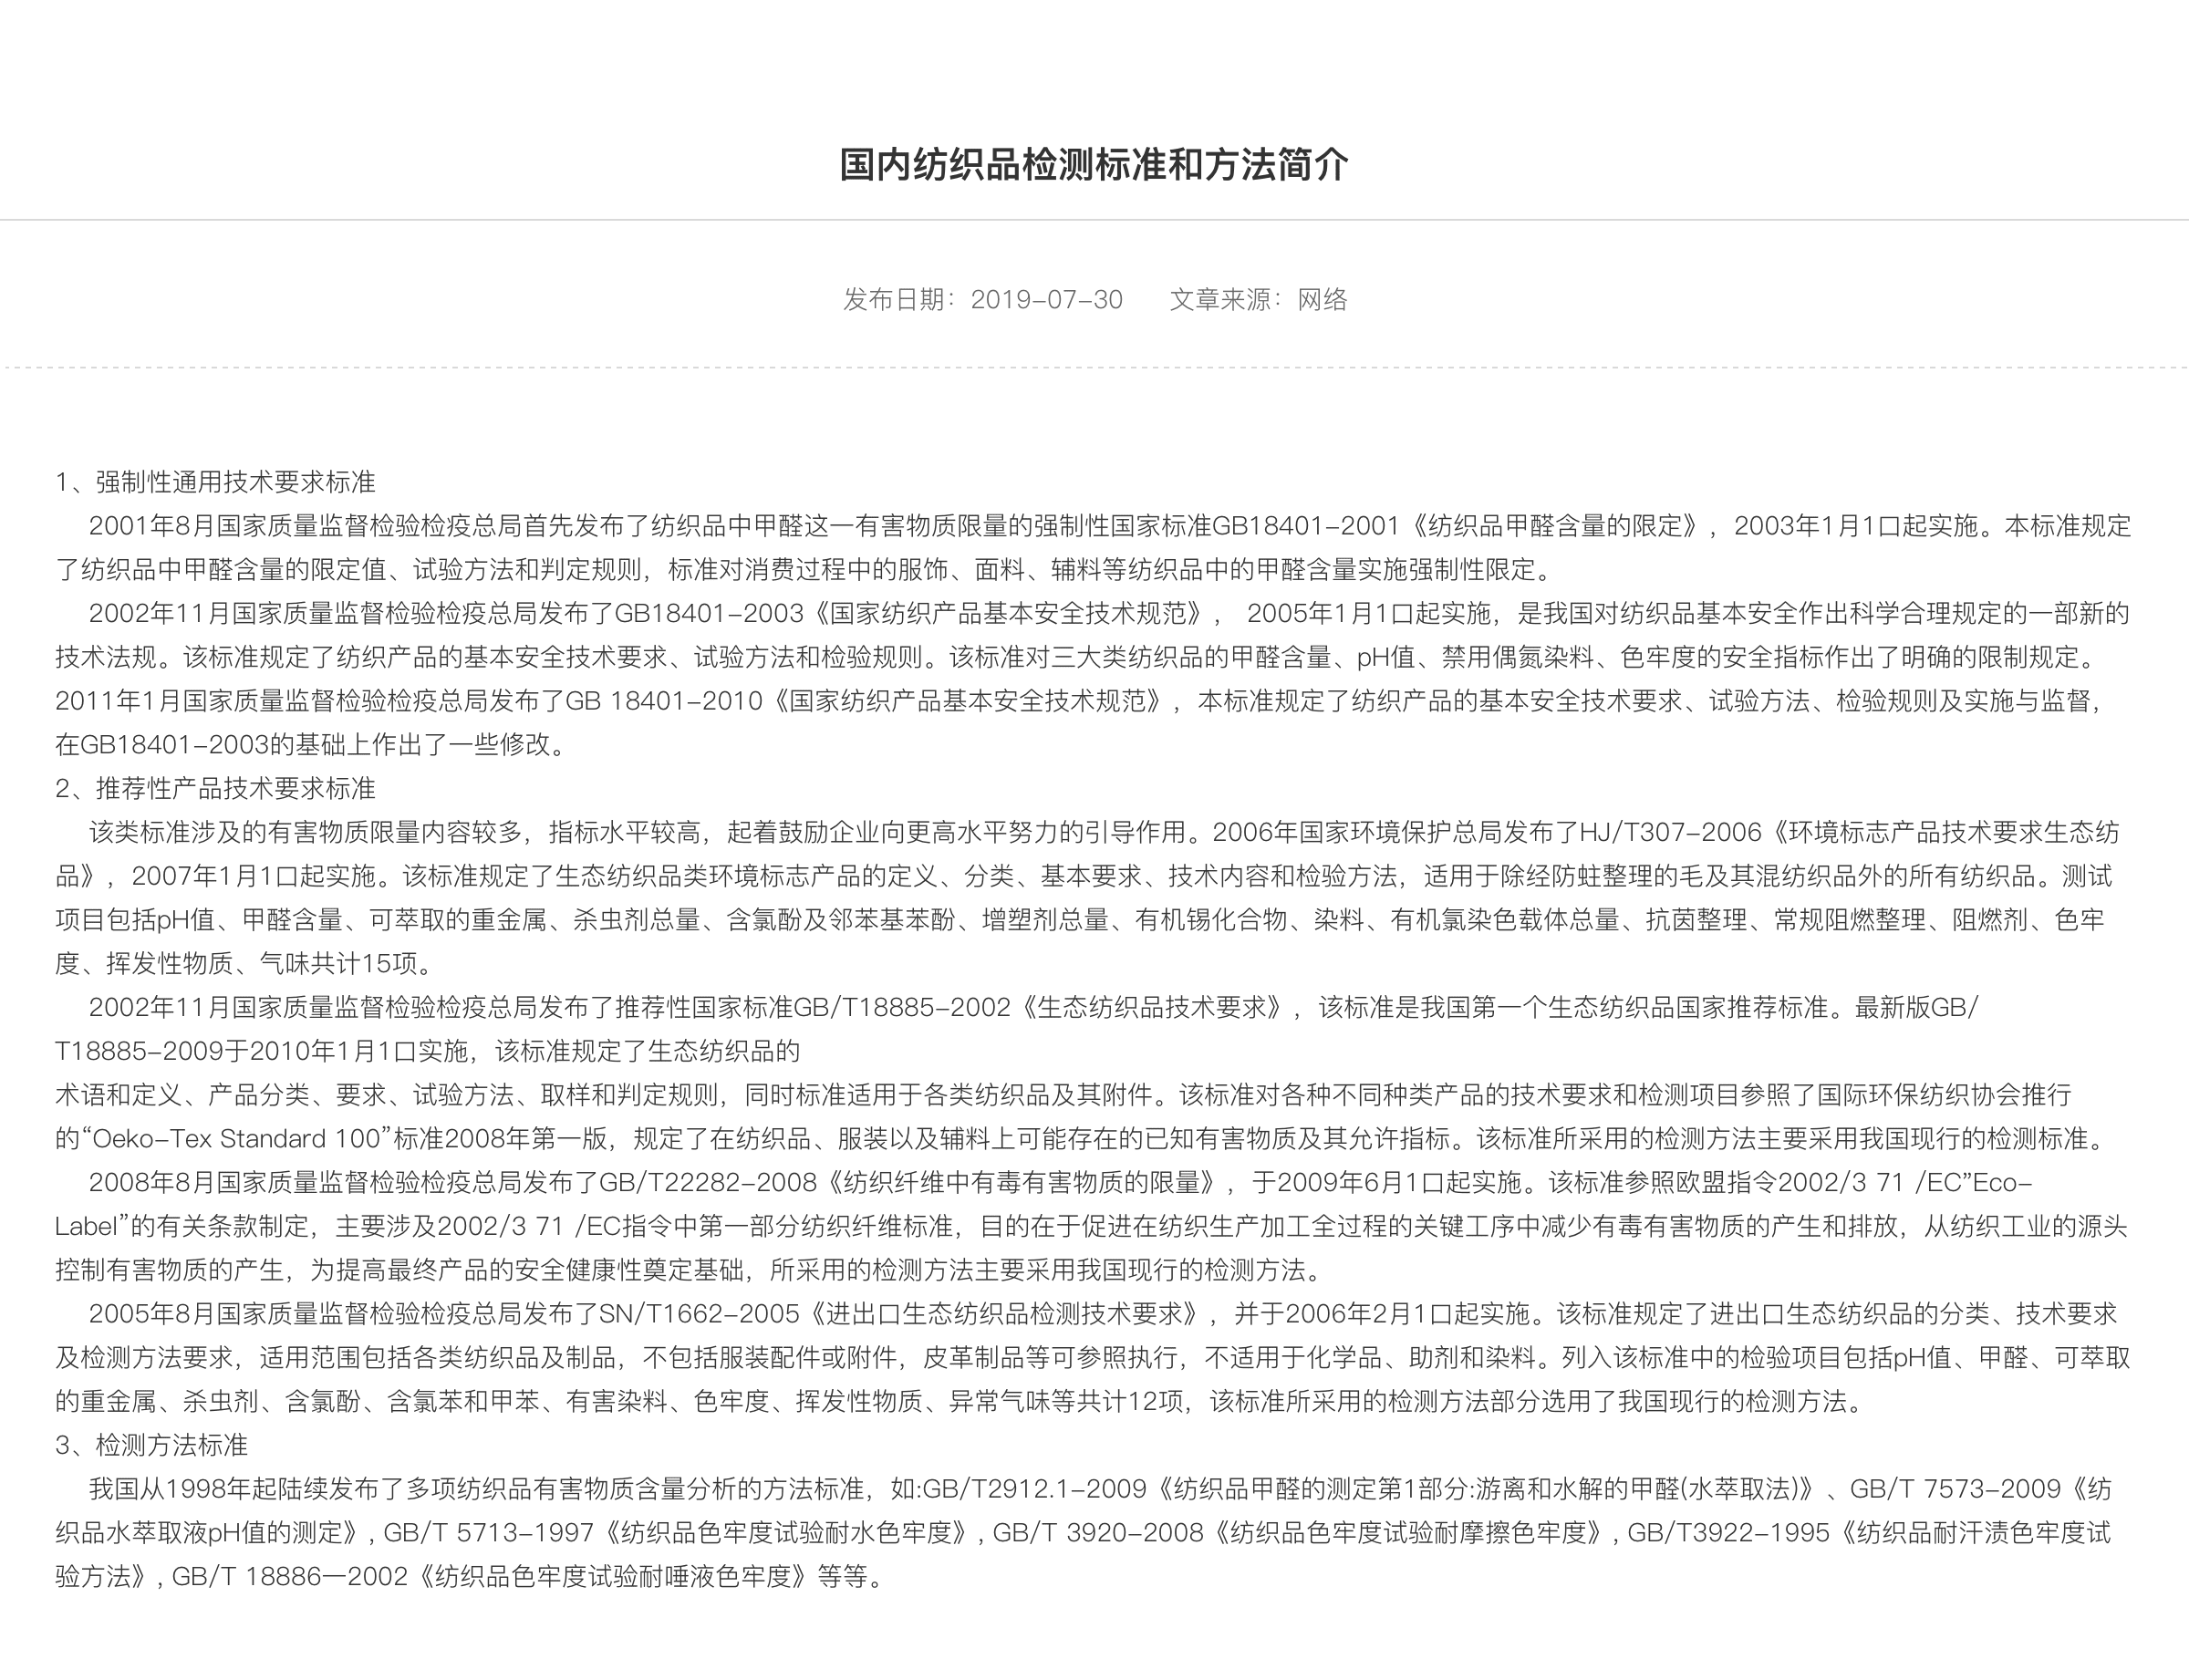 国内纺织品检测标准和方法简介
发布日期：2019-07-30 文章来源：网络
1、强制性通用技术要求标准
2001年8月国家质量监督检验检疫总局首先发布了纺织品中甲醛这一有害物质限量的强制性国家标准GB18401-2001《纺织品甲醛含量的限定》，2003年1月1口起实施。本标准规定
了纺织品中甲醛含量的限定值、试验方法和判定规则，标准对消费过程中的服饰、面料、辅料等纺织品中的甲醛含量实施强制性限定。
2002年11月国家质量监督检验检疫总局发布了GB18401-2003《国家纺织产品基本安全技术规范》， 2005年1月1口起实施，是我国对纺织品基本安全作出科学合理规定的一部新的
技术法规。该标准规定了纺织产品的基本安全技术要求、试验方法和检验规则。该标准对三大类纺织品的甲醛含量、pH值、禁用偶氮染料、色牢度的安全指标作出了明确的限制规定。
2011年1月国家质量监督检验检疫总局发布了GB 18401-2010《国家纺织产品基本安全技术规范》，本标准规定了纺织产品的基本安全技术要求、试验方法、检验规则及实施与监督，
在GB18401-2003的基础上作出了一些修改。
2、推荐性产品技术要求标准
该类标准涉及的有害物质限量内容较多，指标水平较高，起着鼓励企业向更高水平努力的引导作用。2006年国家环境保护总局发布了HJ/T307-2006《环境标志产品技术要求生态纺
品》，2007年1月1口起实施。该标准规定了生态纺织品类环境标志产品的定义、分类、基本要求、技术内容和检验方法，适用于除经防蛀整理的毛及其混纺织品外的所有纺织品。测试
项目包括pH值、甲醛含量、可萃取的重金属、杀虫剂总量、含氯酚及邻苯基苯酚、增塑剂总量、有机锡化合物、染料、有机氯染色载体总量、抗菌整理、常规阻燃整理、阻燃剂、色牢
度、挥发性物质、气味共计15项。
2002年11月国家质量监督检验检疫总局发布了推荐性国家标准GB/T18885-2002《生态纺织品技术要求》，该标准是我国第一个生态纺织品国家推荐标准。最新版GB/
T18885-2009于2010年1月1口实施，该标准规定了生态纺织品的
术语和定义、产品分类、要求、试验方法、取样和判定规则，同时标准适用于各类纺织品及其附件。该标准对各种不同种类产品的技术要求和检测项目参照了国际环保纺织协会推行
的“Oeko-Tex Standard 100”标准2008年第一版，规定了在纺织品、服装以及辅料上可能存在的已知有害物质及其允许指标。该标准所采用的检测方法主要采用我国现行的检测标准。
2008年8月国家质量监督检验检疫总局发布了GB/T22282-2008《纺织纤维中有毒有害物质的限量》，于2009年6月1口起实施。该标准参照欧盟指令2002/3 71 /EC”Eco-
Label”的有关条款制定，主要涉及2002/3 71 /EC指令中第一部分纺织纤维标准，目的在于促进在纺织生产加工全过程的关键工序中减少有毒有害物质的产生和排放，从纺织工业的源头
控制有害物质的产生，为提高最终产品的安全健康性奠定基础，所采用的检测方法主要采用我国现行的检测方法。
2005年8月国家质量监督检验检疫总局发布了SN/T1662-2005《进出口生态纺织品检测技术要求》，并于2006年2月1口起实施。该标准规定了进出口生态纺织品的分类、技术要求
及检测方法要求，适用范围包括各类纺织品及制品，不包括服装配件或附件，皮革制品等可参照执行，不适用于化学品、助剂和染料。列入该标准中的检验项目包括pH值、甲醛、可萃取
的重金属、杀虫剂、含氯酚、含氯苯和甲苯、有害染料、色牢度、挥发性物质、异常气味等共计12项，该标准所采用的检测方法部分选用了我国现行的检测方法。
3、检测方法标准
我国从1998年起陆续发布了多项纺织品有害物质含量分析的方法标准，如:GB/T2912.1-2009《纺织品甲醛的测定第1部分:游离和水解的甲醛(水萃取法)》、GB/T 7573-2009《纺
织品水萃取液pH值的测定》, GB/T 5713-1997《纺织品色牢度试验耐水色牢度》, GB/T 3920-2008《纺织品色牢度试验耐摩擦色牢度》, GB/T3922-1995《纺织品耐汗渍色牢度试
验方法》, GB/T 18886一2002《纺织品色牢度试验耐唾液色牢度》等等。